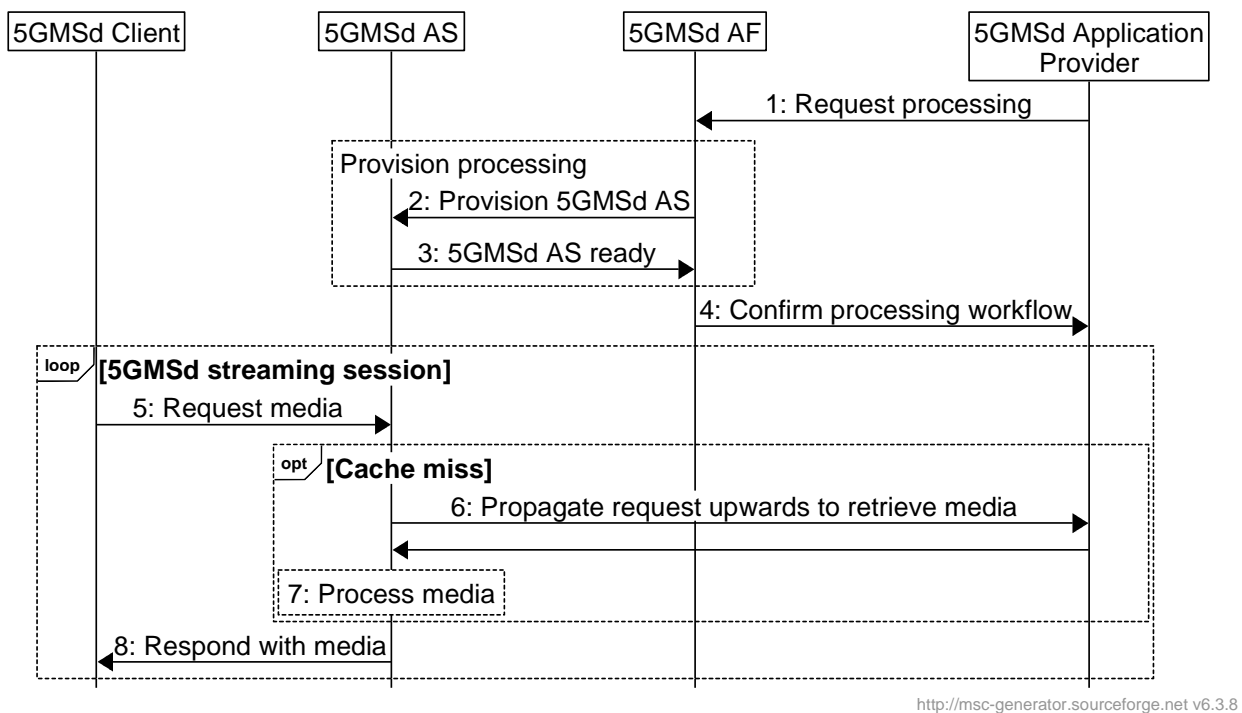 5GMSd Client
5GMSd AS
5GMSd AF
5GMSd Application
Provider
1: Request processing
Provision processing
2: Provision 5GMSd AS
3: 5GMSd AS ready
4: Confirm processing workflow
loop
[5GMSd streaming session]
5: Request media
opt
[Cache miss]
6: Propagate request upwards to retrieve media
7: Process media
8: Respond with media
http://msc-generator.sourceforge.net v6.3.8